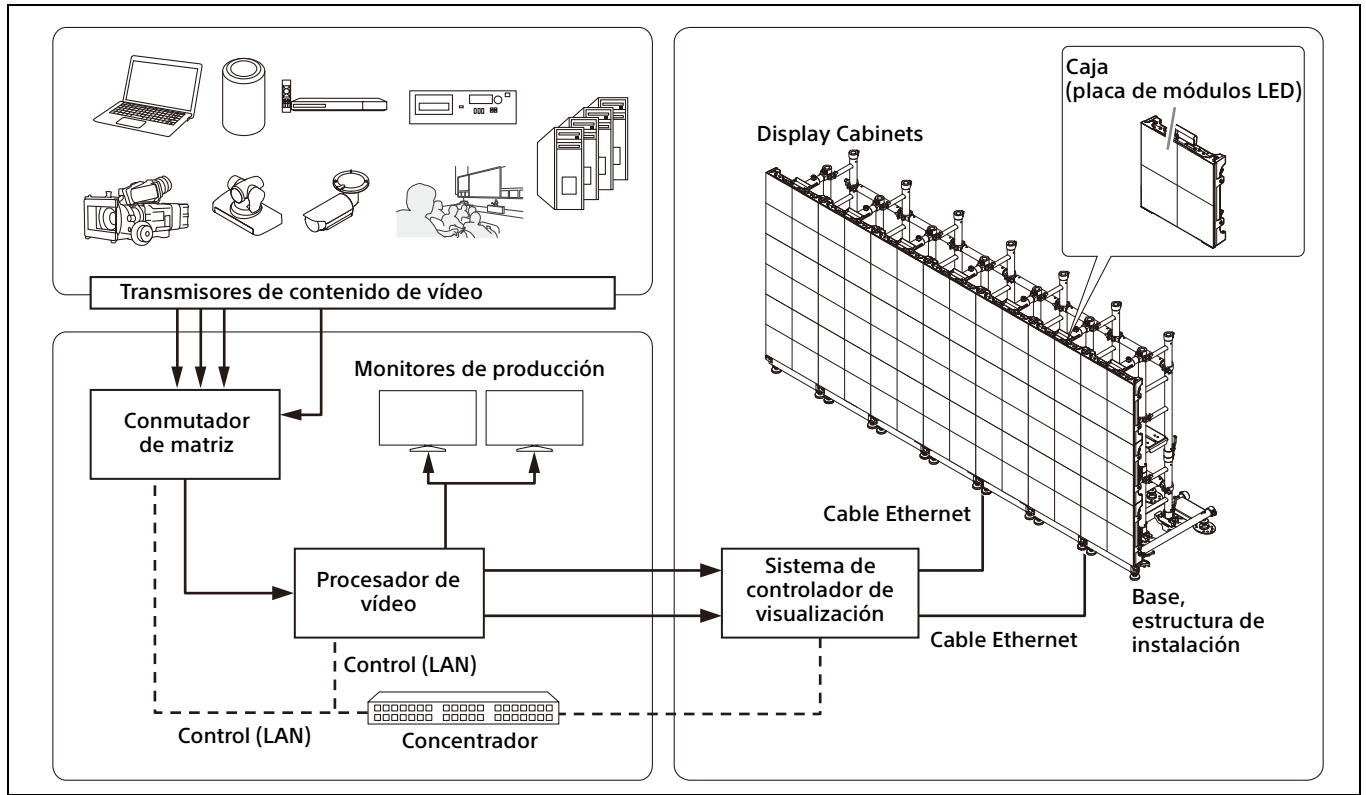 Transmisores de contenido de vídeo
Conmutador
de matriz
Monitores de producción
Procesador de
vídeo
Control (LAN)
Control (LAN)
Concentrador
Caja
(placa de módulos LED)
Display Cabinets
Cable Ethernet
Sistema de
controlador de
visualización
Cable Ethernet
Base,
estructura de
instalación